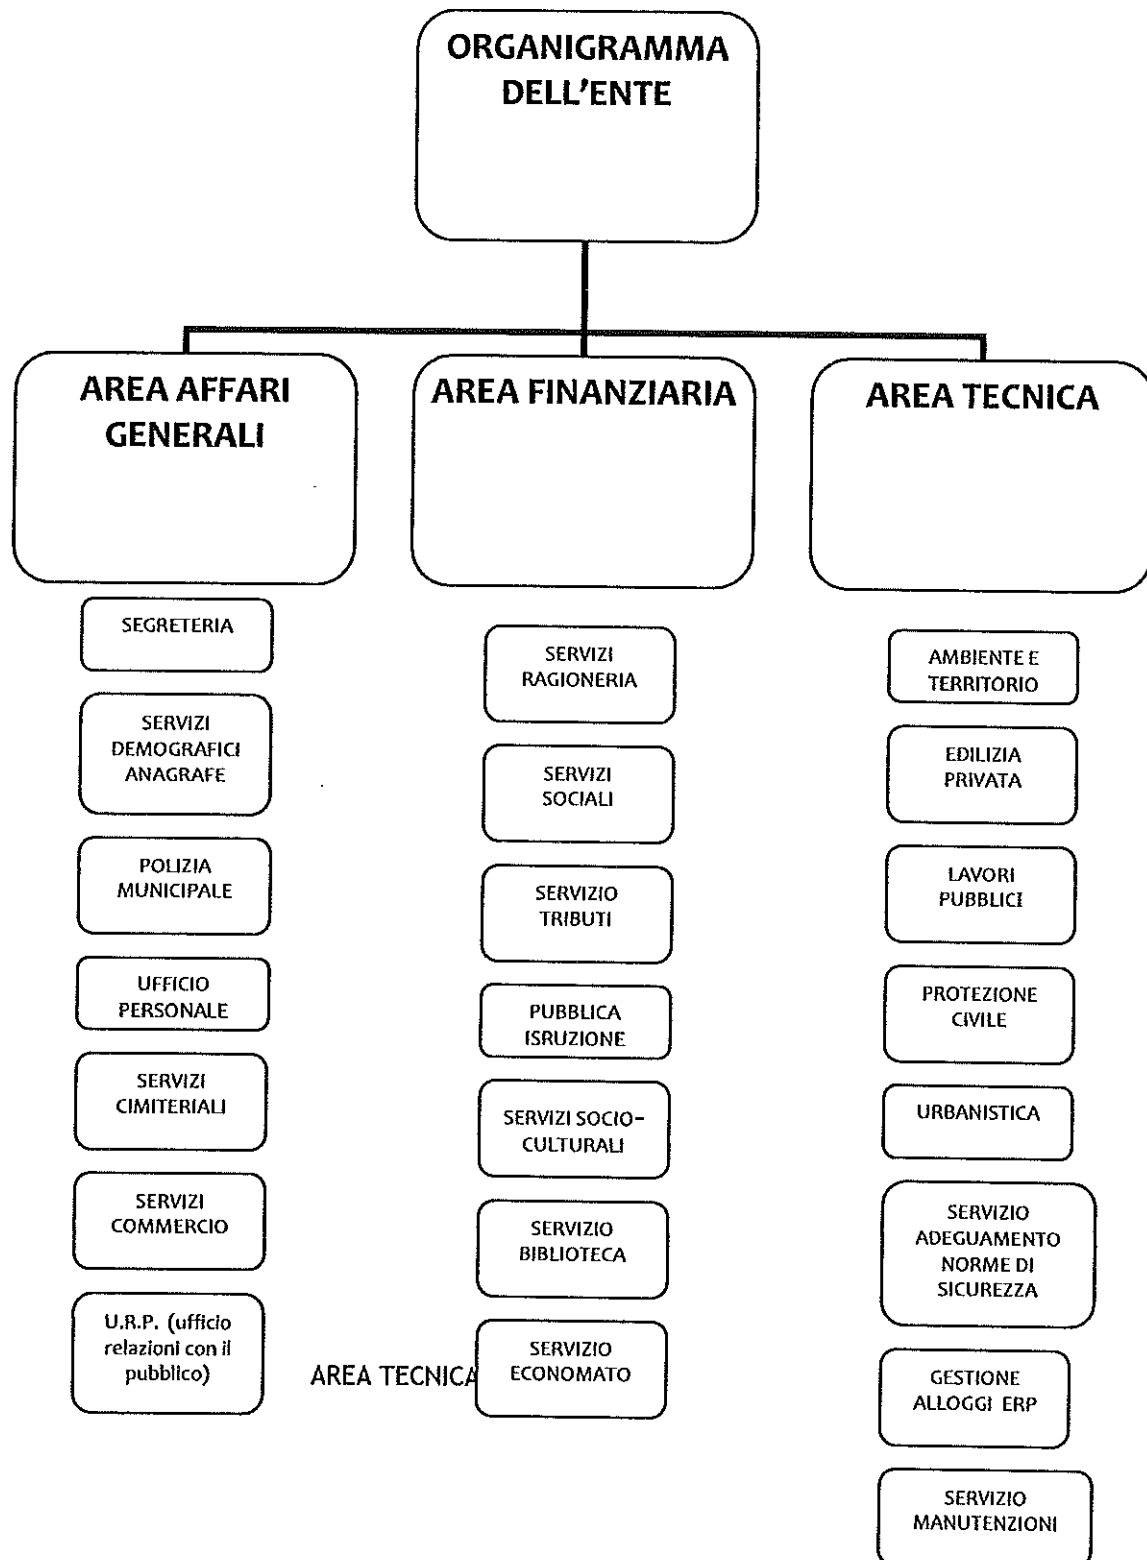 ORGANIGRAMMA
DELL'ENTE
AREA AFFARI
GENERALI
AREA FINANZIARIA
AREA TECNICA
SEGRETERIA
SERVIZI
DEMOGRAFICI
ANAGRAFE
POLIZIA
MUNICIPALE
UFFICIO
PERSONALE
SERVIZI
CIMITERIALI
SERVIZI
COMMERCIO
U.R.P. (ufficio
relazioni con il
pubblico)
AREA TECNICA
SERVIZI
RAGIONERIA
SERVIZI
SOCIALI
SERVIZIO
TRIBUTI
PUBBLICA
ISRUZIONE
SERVIZI SOCIO-
CULTURALI
SERVIZIO
BIBLIOTECA
SERVIZIO
ECONOMATO
AMBIENTE E
TERRITORIO
EDILIZIA
PRIVATA
LAVORI
PUBBLICI
PROTEZIONE
CIVILE
URBANISTICA
SERVIZIO
ADEGUAMENTO
NORME DI
SICUREZZA
GESTIONE
ALLOGGI ERP
SERVIZIO
MANUTENZIONI